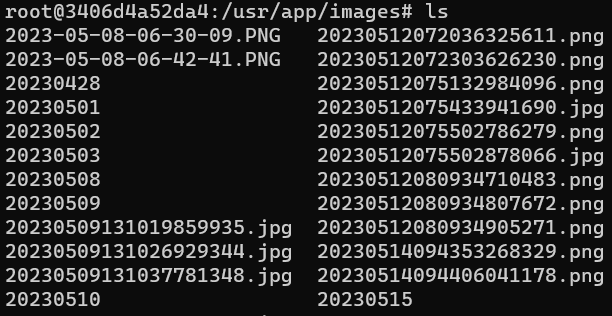 root@3406d4a52da4:/usr/app/images# ls
2023-05-08-06-30-09.PNG  20230512072036325611.png
2023-05-08-06-42-41.PNG  20230512072303626230.png
20230428                 20230512075132984096.png
20230501                 20230512075433941690.jpg
20230502                 20230512075502786279.png
20230503                 20230512075502878066.jpg
20230508                 20230512080934710483.png
20230509                 20230512080934807672.png
20230509131019859935.jpg 20230512080934905271.png
20230509131026929344.jpg 20230514094353268329.png
20230509131037781348.jpg 20230514094406041178.png
20230510                 20230515